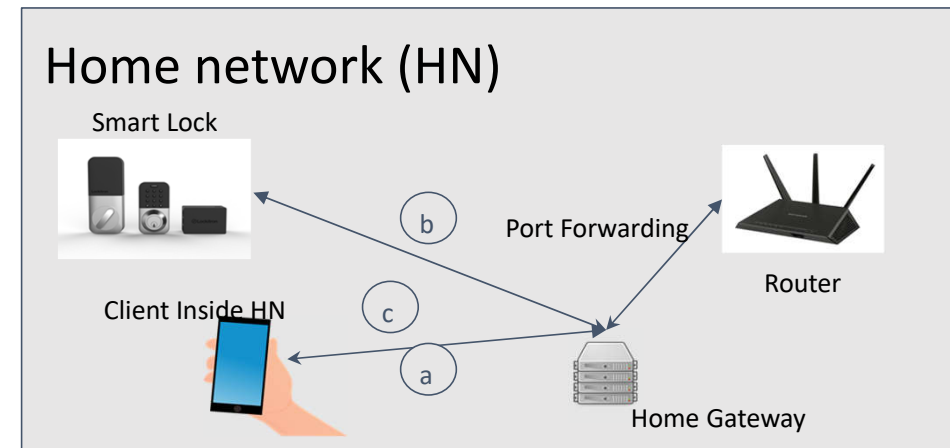 Home network (HN)
Smart Lock
b
Port Forwarding
Router
Client Inside HN
c
a
Home Gateway